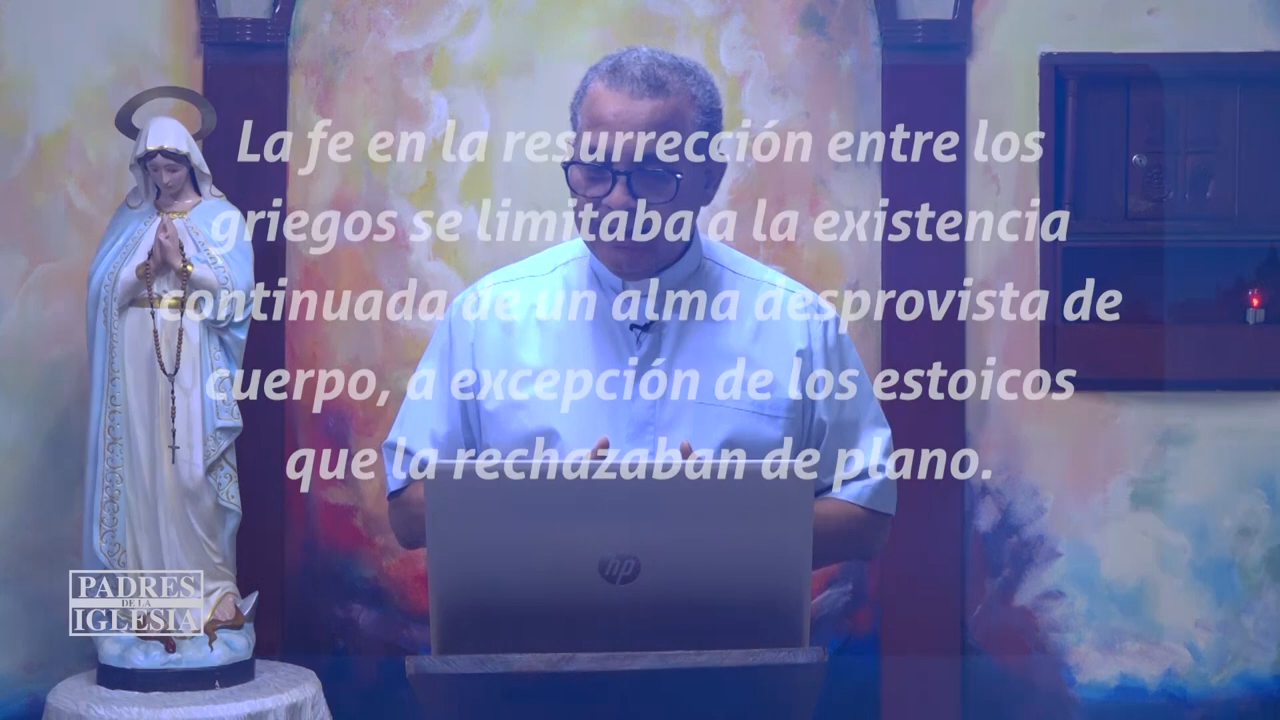 La fe en la resurrección entre los
griegos se limitaba a la existencia
continuada de un alma desprovista de
cuerpo, a excepción de los estoicos
que la rechazaban de plano.
hp
PADRES
DE LA
IGLESIA